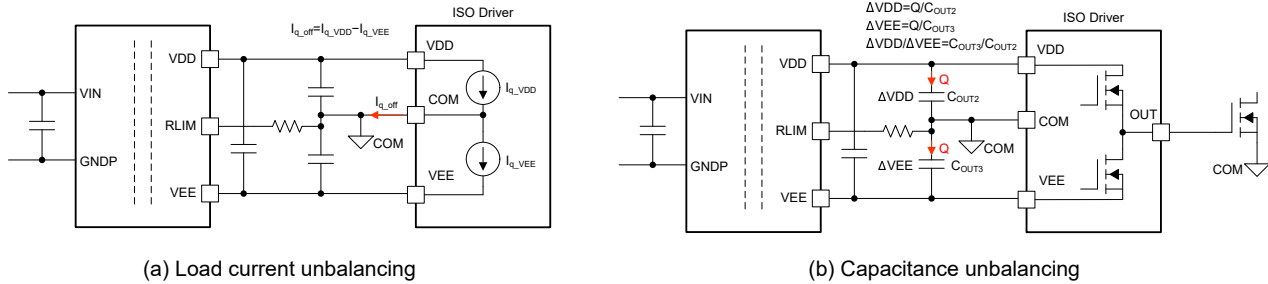 ISO Driver
I_q_off=I_q_VDD−I_q_VEE
VDD
VDD
I_q_VDD
VIN
I_q_off
COM
RLIM
COM
I_q_VEE
GNDP
VEE
VEE
(a) Load current unbalancing
ΔVDD=Q/C_OUT2
ΔVEE=Q/C_OUT3
ΔVDD/ΔVEE=C_OUT3/C_OUT2
ISO Driver
VDD
VDD
Q
VIN
ΔVDD
C_OUT2
COM
OUT
RLIM
COM
Q
GNDP
ΔVEE
C_OUT3
COM
VEE
VEE
(b) Capacitance unbalancing